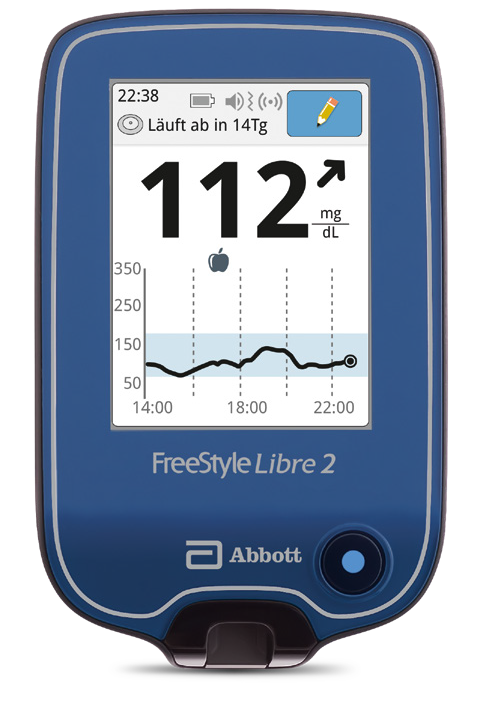 22:38
Läuft ab in 14Tg
112 mg/dL
350
250
150
50
14:00 18:00 22:00
FreeStyle Libre 2
Abbott